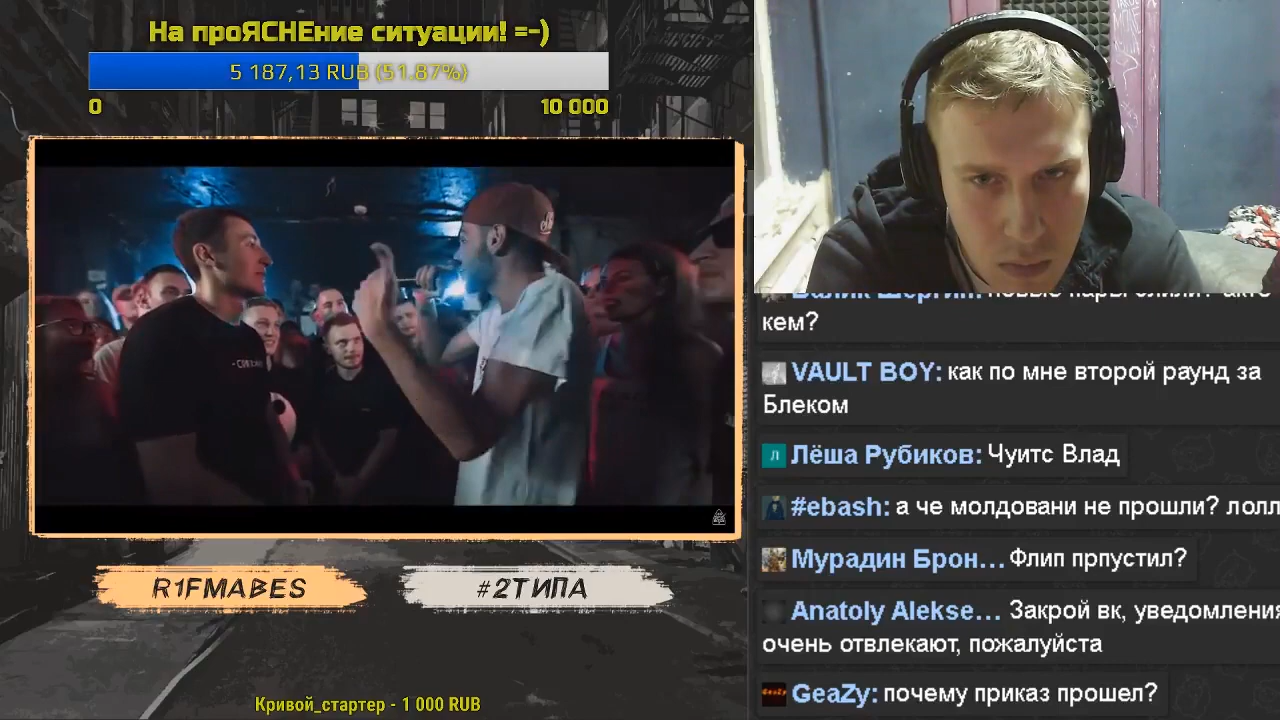 На проЯСНЕние ситуации! =-)
5 187,13 RUB (51.87%)
0
10 000
R1FMABES
#2ТИПА
Кривой_стартер - 1 000 RUB
кем?
VAULT BOY: как по мне второй раунд за
Блеком
Лёша Рубиков: Чуитс Влад
#ebash: а че молдовани не прошли? лолл
Мурадин Брон… Флип прпустил?
Anatoly Alekse… Закрой вк, уведомления
очень отвлекают, пожалуйста
GeaZy: почему приказ прошел?